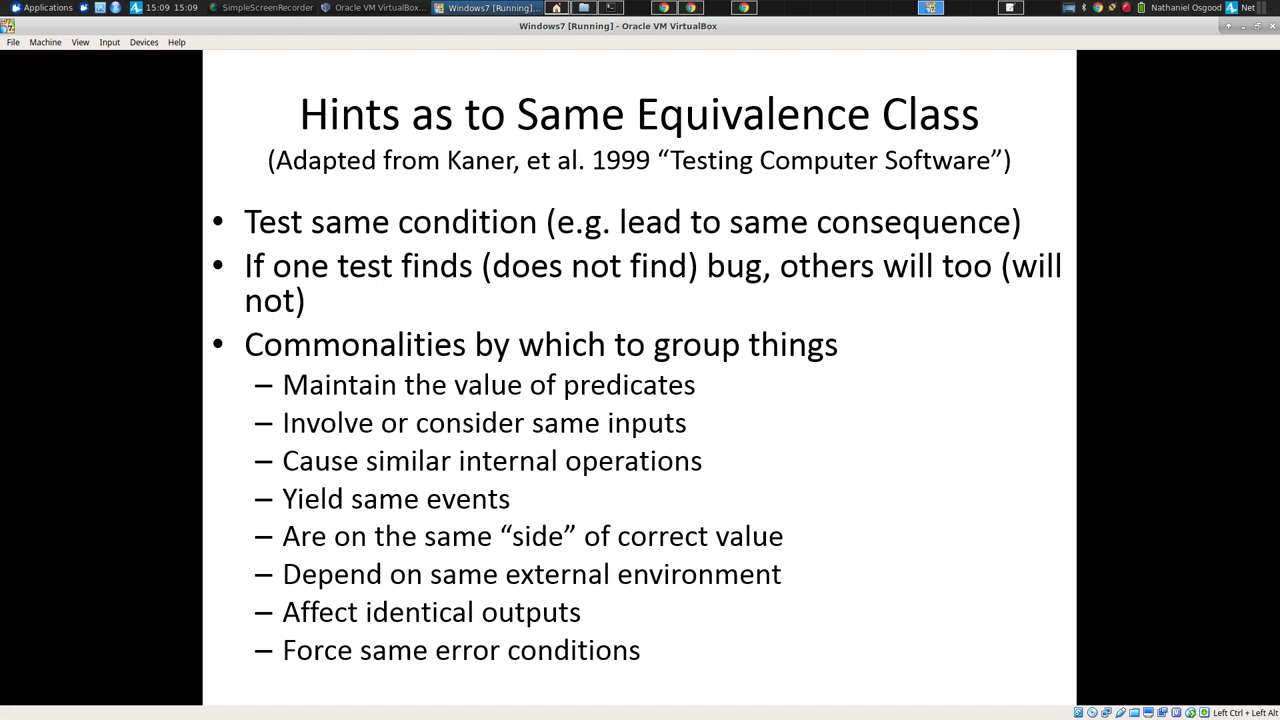 Applications
15:09 15:09
SimpleScreenRecorder
Oracle VM VirtualBox...
Windows7 [Running]...
Nathaniel Osgood
Net
Windows7 [Running] - Oracle VM VirtualBox
File Machine View Input Devices Help
Hints as to Same Equivalence Class
(Adapted from Kaner, et al. 1999 “Testing Computer Software”)
• Test same condition (e.g. lead to same consequence)
• If one test finds (does not find) bug, others will too (will
not)
• Commonalities by which to group things
– Maintain the value of predicates
– Involve or consider same inputs
– Cause similar internal operations
– Yield same events
– Are on the same “side” of correct value
– Depend on same external environment
– Affect identical outputs
– Force same error conditions
Left Ctrl + Left Alt